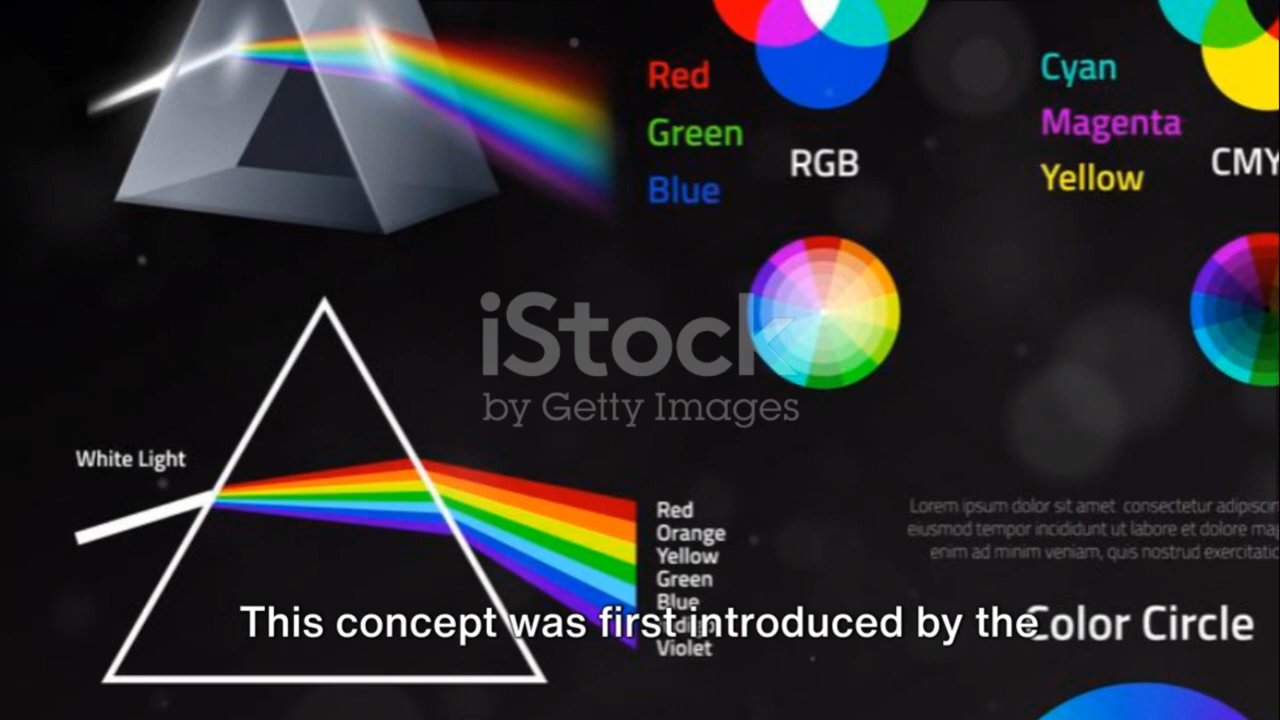 Red
Green
Blue
RGB
Cyan
Magenta
Yellow
CMY
iStock
by Getty Images
White Light
Red
Orange
Yellow
Green
Blue
Violet
Lorem ipsum dolor sit amet consectetur adipiscin
eiusmod tempor incididunt ut labore et dolore mag
enim ad minim veniam, quis nostrud exercitatio
This concept was first introduced by the
Color Circle